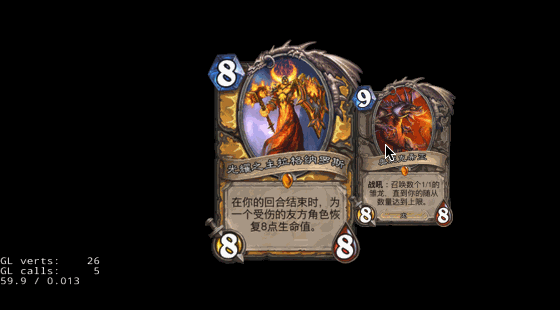 8
光耀之主拉格纳罗斯
在你的回合结束时，为
一个受伤的友方角色恢
复8点生命值。
8
8
9
战吼：召唤数个1/1的
雏龙，直到你的随从
数量达到上限。
龙
8
8
GL verts: 26
GL calls: 5
59.9 / 0.013